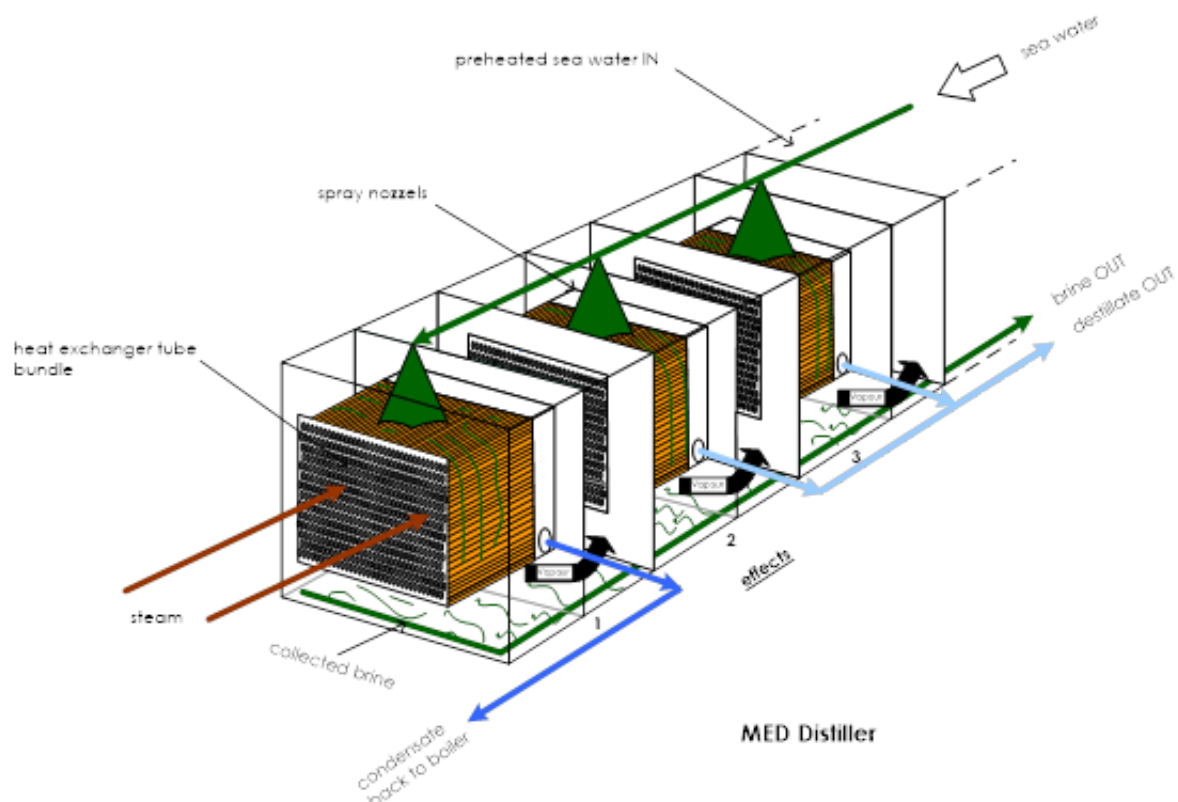 sea water
preheated sea water IN
spray nozzels
brine OUT
destillate OUT
heat exchanger tube
bundle
Vapour
3
Vapour
2
effects
Vapour
steam
1
collected brine
condensate
back to boiler
MED Distiller